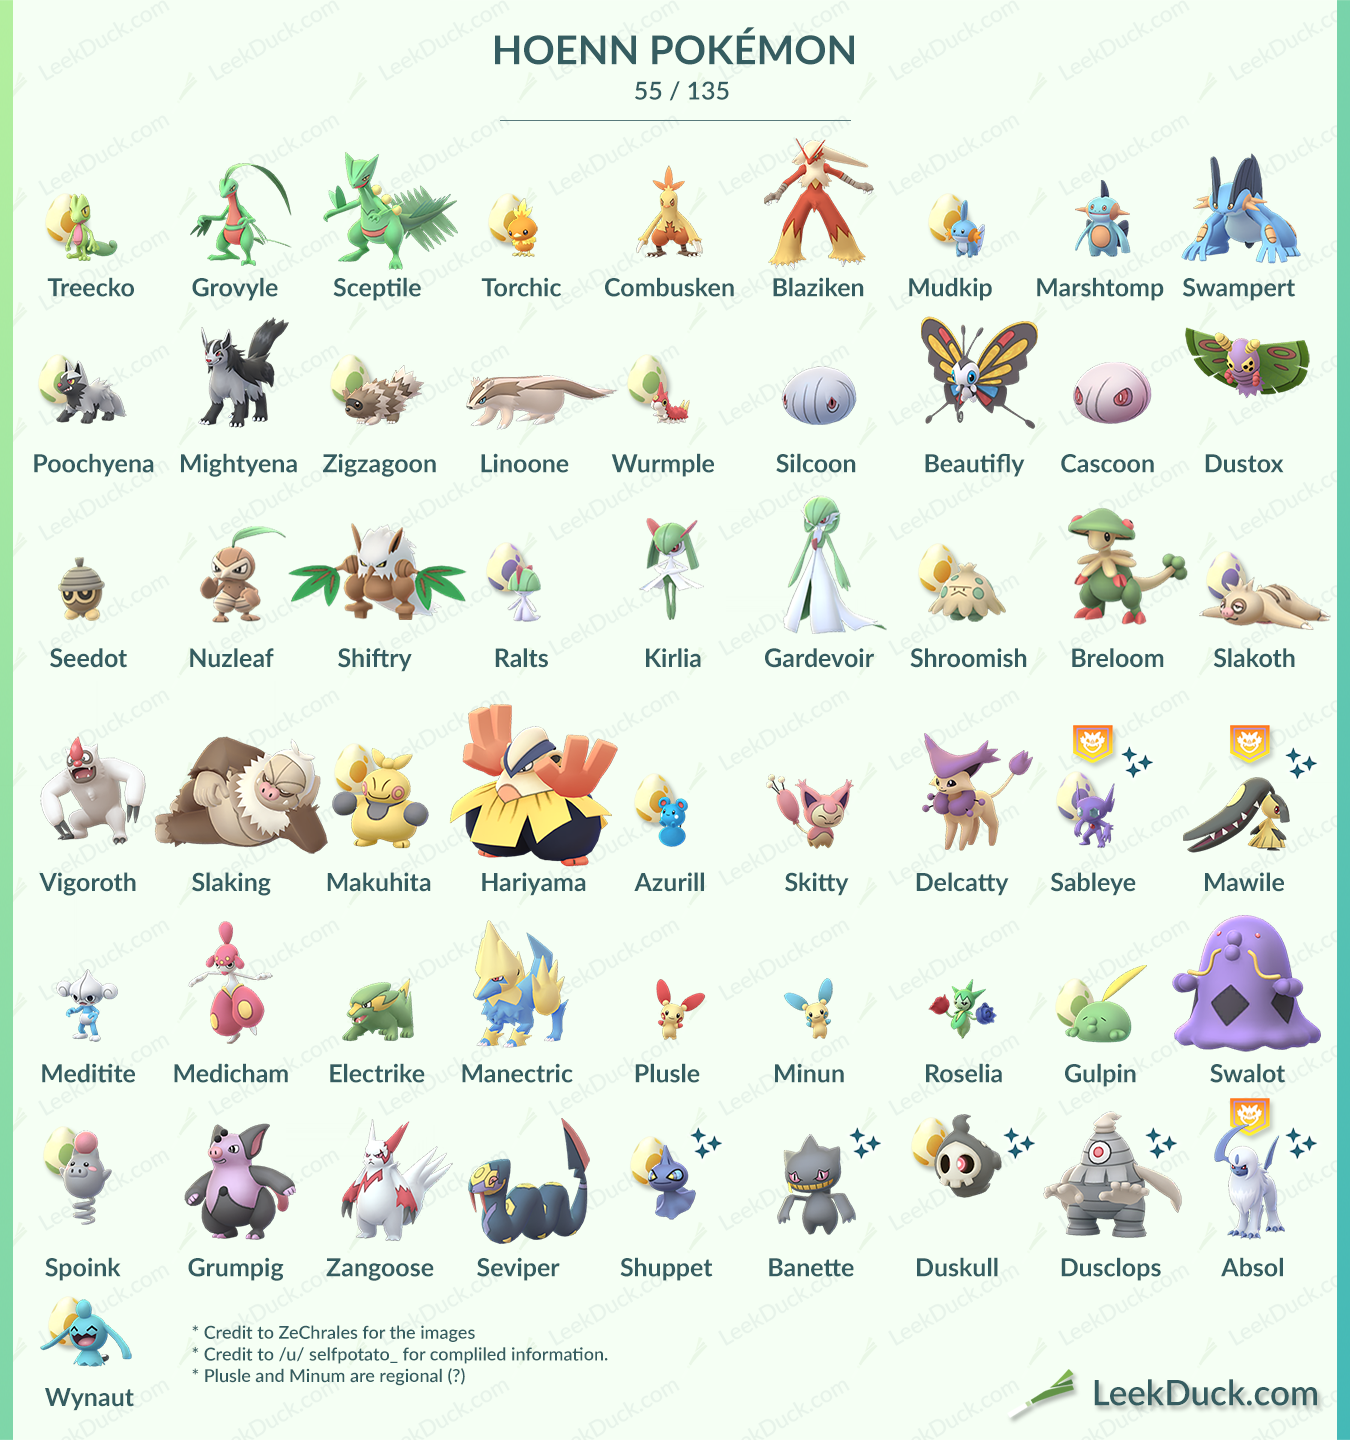 HOENN POKÉMON
55 / 135
Treecko Grovyle Sceptile Torchic Combusken Blaziken Mudkip Marshtomp Swampert
Poochyena Mightyena Zigzagoon Linoone Wurmple Silcoon Beautifly Cascoon Dustox
Seedot Nuzleaf Shiftry Ralts Kirlia Gardevoir Shroomish Breloom Slakoth
Vigoroth Slaking Makuhita Hariyama Azurill Skitty Delcatty Sableye Mawile
Meditite Medicham Electrike Manectric Plusle Minun Roselia Gulpin Swalot
Spoink Grumpig Zangoose Seviper Shuppet Banette Duskull Dusclops Absol
Wynaut
* Credit to ZeChrales for the images
* Credit to /u/ selfpotato_ for compliled information.
* Plusle and Minum are regional (?)
LeekDuck.com